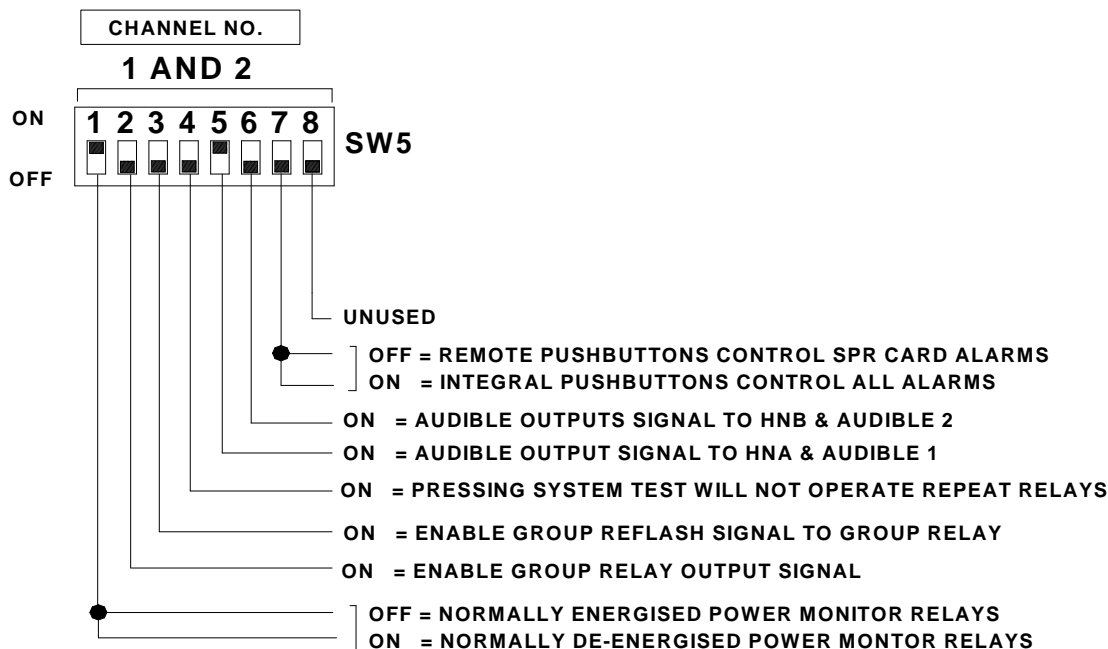 CHANNEL NO.
1 AND 2
ON
1 2 3 4 5 6 7 8
SW5
OFF
UNUSED
OFF = REMOTE PUSHBUTTONS CONTROL SPR CARD ALARMS
ON = INTEGRAL PUSHBUTTONS CONTROL ALL ALARMS
ON = AUDIBLE OUTPUTS SIGNAL TO HNB & AUDIBLE 2
ON = AUDIBLE OUTPUT SIGNAL TO HNA & AUDIBLE 1
ON = PRESSING SYSTEM TEST WILL NOT OPERATE REPEAT RELAYS
ON = ENABLE GROUP REFLASH SIGNAL TO GROUP RELAY
ON = ENABLE GROUP RELAY OUTPUT SIGNAL
OFF = NORMALLY ENERGISED POWER MONITOR RELAYS
ON = NORMALLY DE-ENERGISED POWER MONTOR RELAYS